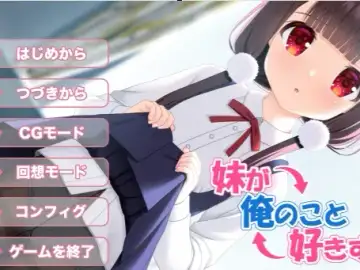 はじめから
つづきから
CGモード
回想モード
コンフィグ
ゲームを終了
妹が
俺のこと
好きす